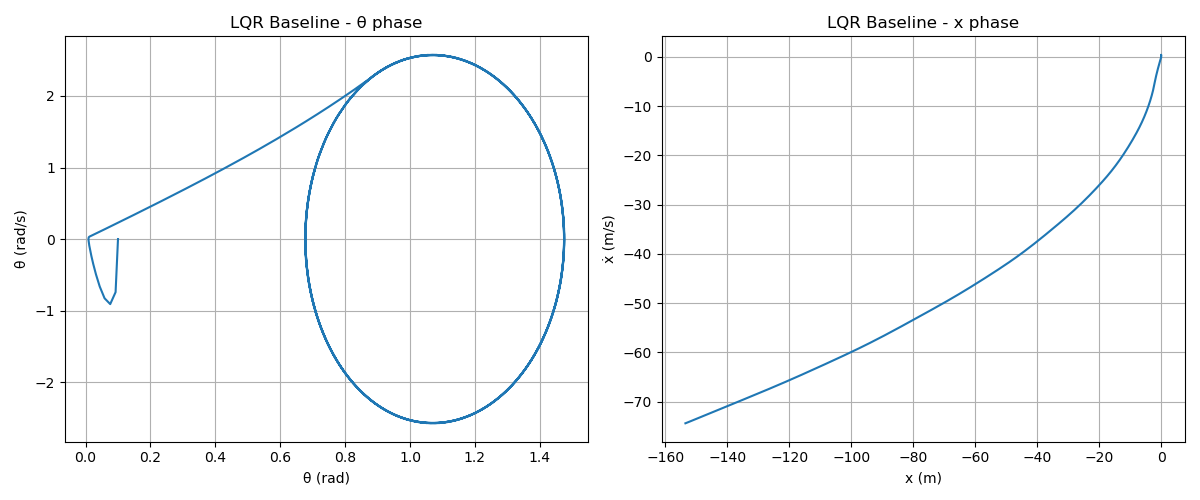 LQR Baseline - θ phase
θ̇ (rad/s)
2
1
0
−1
−2
0.0 0.2 0.4 0.6 0.8 1.0 1.2 1.4
θ (rad)
LQR Baseline - x phase
ẋ (m/s)
0
−10
−20
−30
−40
−50
−60
−70
−160 −140 −120 −100 −80 −60 −40 −20 0
x (m)